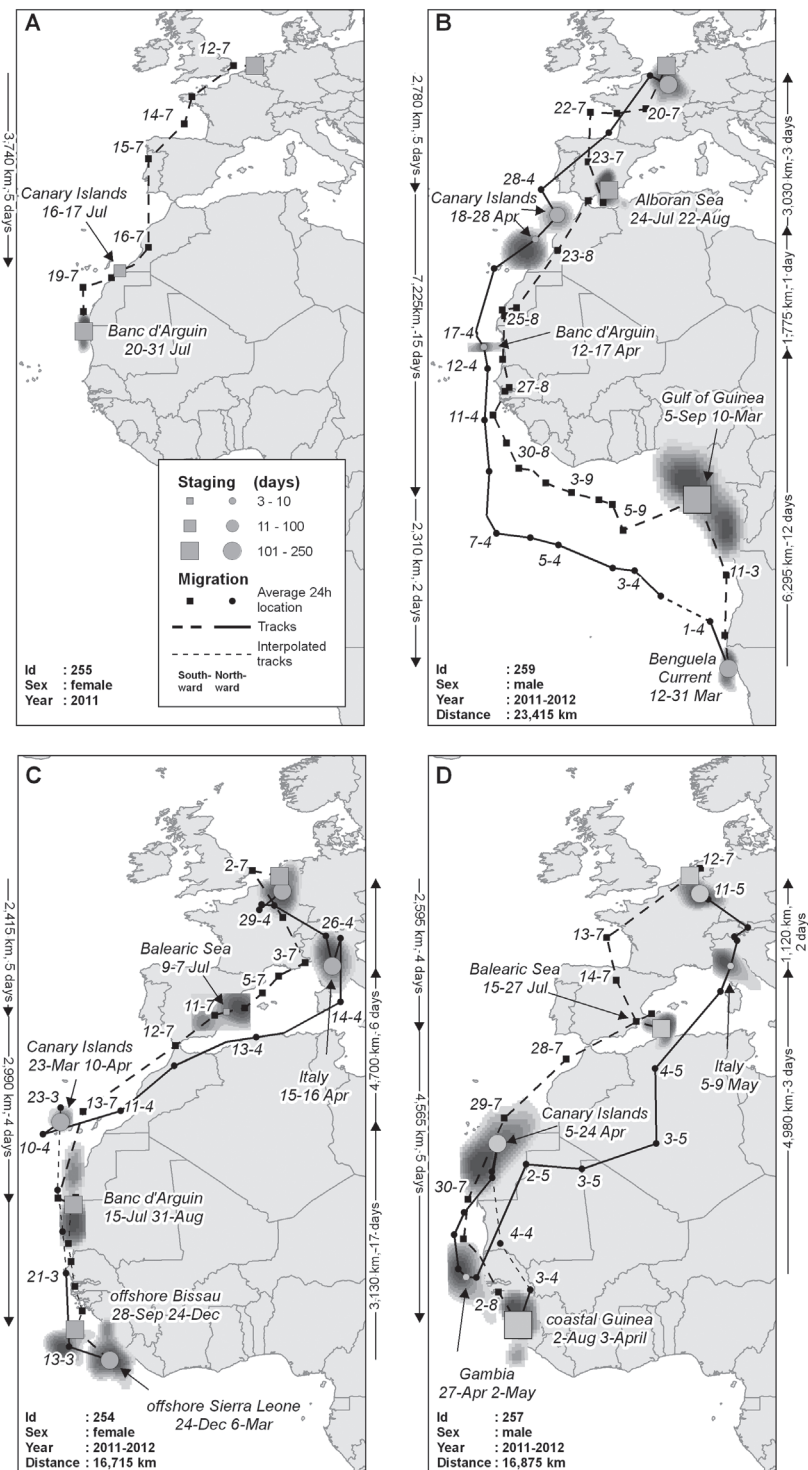 A
12-7
14-7
15-7
Canary Islands
16-17 Jul
16-7
19-7
Banc d'Arguin
20-31 Jul
3,740 km, 5 days
Staging (days)
3 - 10
11 - 100
101 - 250
Migration
Average 24h
location
Tracks
Interpolated
tracks
South- North-
ward ward
Id : 255
Sex : female
Year : 2011
B
22-7
20-7
23-7
28-4
Canary Islands
18-28 Apr
Alboran Sea
24-Jul 22-Aug
23-8
25-8
17-4
Banc d'Arguin
12-17 Apr
12-4
27-8
11-4
Gulf of Guinea
5-Sep 10-Mar
30-8
3-9
5-9
7-4
5-4
3-4
11-3
1-4
Benguela
Current
12-31 Mar
2,780 km, 5 days
7,225km, 15 days
2,310 km, 2 days
3,030 km, 3 days
1,775 km, 1 day
6,295 km, 12 days
Id : 259
Sex : male
Year : 2011-2012
Distance : 23,415 km
C
2-7
29-4
26-4
Balearic Sea
9-7 Jul
3-7
5-7
11-7
14-4
12-7
13-4
Canary Islands
23-Mar 10-Apr
Italy
15-16 Apr
23-3
13-7
11-4
10-4
Banc d'Arguin
15-Jul 31-Aug
21-3
offshore Bissau
28-Sep 24-Dec
13-3
offshore Sierra Leone
24-Dec 6-Mar
2,415 km, 5 days
2,990 km, 4 days
4,700 km, 6 days
3,130 km, 17 days
Id : 254
Sex : female
Year : 2011-2012
Distance : 16,715 km
D
12-7
11-5
13-7
Balearic Sea
15-27 Jul
14-7
28-7
Italy
5-9 May
4-5
29-7
Canary Islands
5-24 Apr
3-5
2-5
3-5
30-7
4-4
3-4
2-8
coastal Guinea
2-Aug 3-April
Gambia
27-Apr 2-May
2,595 km, 4 days
4,565 km, 5 days
1,120 km,
2 days
4,980 km, 3 days
Id : 257
Sex : male
Year : 2011-2012
Distance : 16,875 km